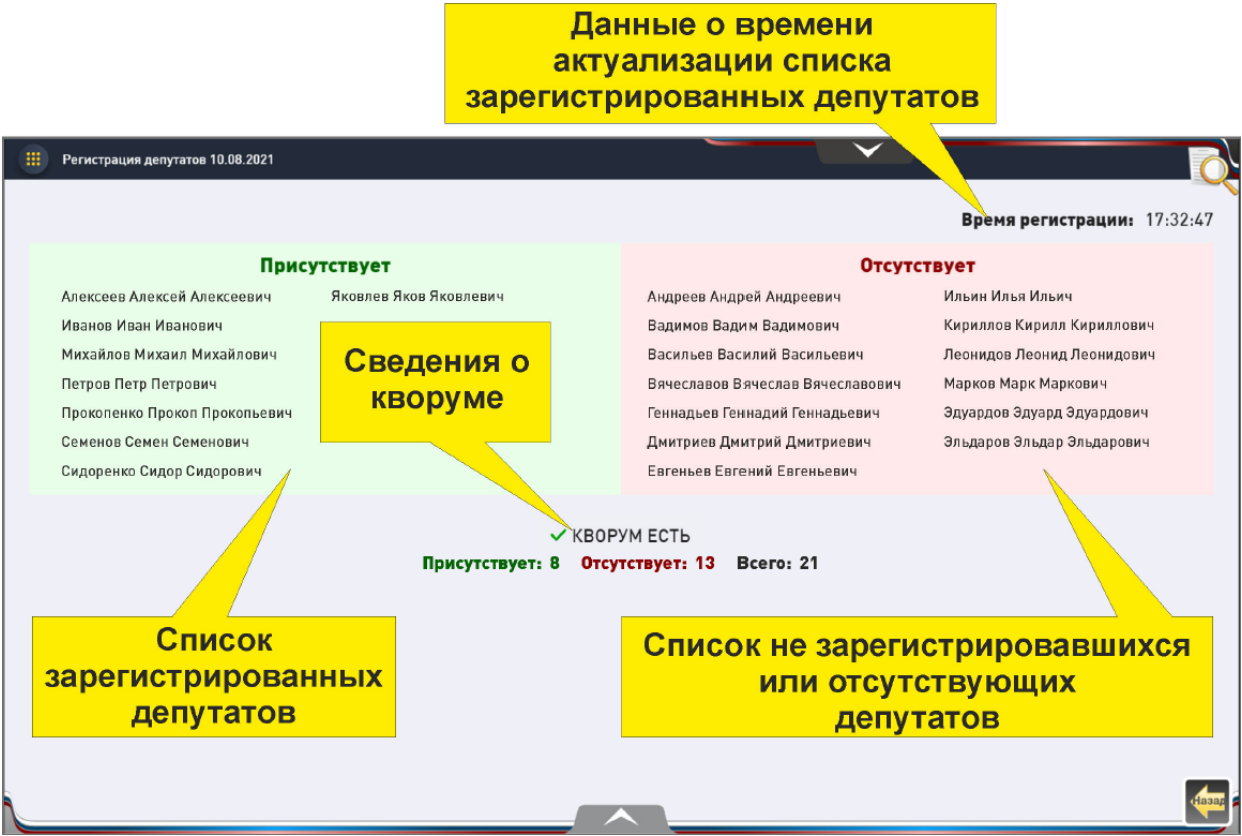 Данные о времени
актуализации списка
зарегистрированных депутатов
Регистрация депутатов 10.08.2021
Время регистрации: 17:32:47
Присутствует
Алексеев Алексей Алексеевич
Иванов Иван Иванович
Михайлов Михаил Михайлович
Петров Петр Петрович
Прокопенко Прокоп Прокопьевич
Семенов Семен Семенович
Сидоренко Сидор Сидорович
Яковлев Яков Яковлевич
Сведения о
кворуме
Отсутствует
Андреев Андрей Андреевич
Вадимов Вадим Вадимович
Васильев Василий Васильевич
Вячеславов Вячеслав Вячеславович
Геннадьев Геннадий Геннадьевич
Дмитриев Дмитрий Дмитриевич
Евгеньев Евгений Евгеньевич
Ильин Илья Ильич
Кириллов Кирилл Кириллович
Леонидов Леонид Леонидович
Марков Марк Маркович
Эдуардов Эдуард Эдуардович
Эльдаров Эльдар Эльдарович
КВОРУМ ЕСТЬ
Присутствует: 8 Отсутствует: 13 Всего: 21
Список
зарегистрированных
депутатов
Список не зарегистрировавшихся
или отсутствующих
депутатов
Назад